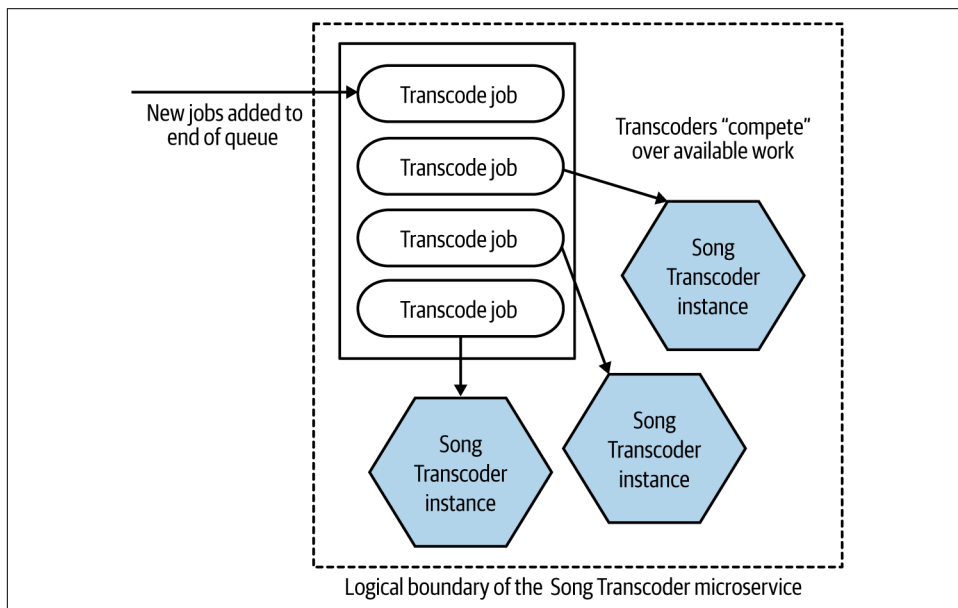 Transcode job
New jobs added to
end of queue
Transcode job
Transcoders “compete”
over available work
Transcode job
Transcode job
Song
Transcoder
instance
Song
Transcoder
instance
Song
Transcoder
instance
Logical boundary of the Song Transcoder microservice